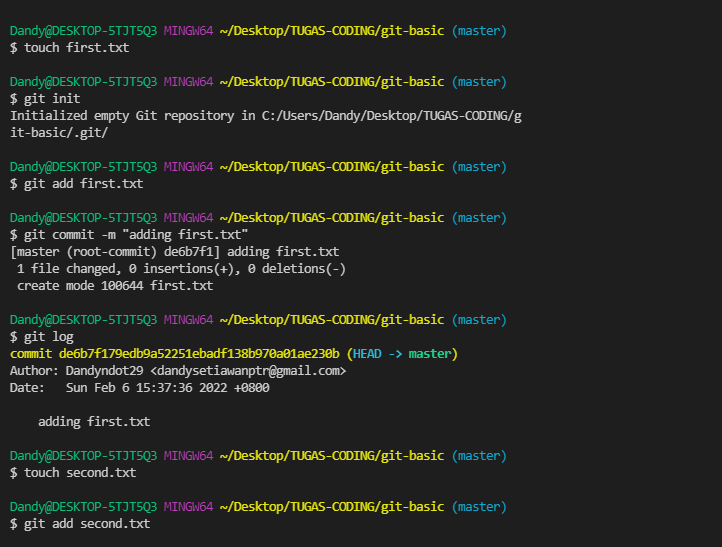 Dandy@DESKTOP-5TJT5Q3 MINGW64 ~/Desktop/TUGAS-CODING/git-basic (master)
$ touch first.txt
Dandy@DESKTOP-5TJT5Q3 MINGW64 ~/Desktop/TUGAS-CODING/git-basic (master)
$ git init
Initialized empty Git repository in C:/Users/Dandy/Desktop/TUGAS-CODING/g
it-basic/.git/
Dandy@DESKTOP-5TJT5Q3 MINGW64 ~/Desktop/TUGAS-CODING/git-basic (master)
$ git add first.txt
Dandy@DESKTOP-5TJT5Q3 MINGW64 ~/Desktop/TUGAS-CODING/git-basic (master)
$ git commit -m "adding first.txt"
[master (root-commit) de6b7f1] adding first.txt
 1 file changed, 0 insertions(+), 0 deletions(-)
 create mode 100644 first.txt
Dandy@DESKTOP-5TJT5Q3 MINGW64 ~/Desktop/TUGAS-CODING/git-basic (master)
$ git log
commit de6b7f179edb9a52251ebadf138b970a01ae230b (HEAD -> master)
Author: Dandyndot29 <dandysetiawanptr@gmail.com>
Date:   Sun Feb 6 15:37:36 2022 +0800
    adding first.txt
Dandy@DESKTOP-5TJT5Q3 MINGW64 ~/Desktop/TUGAS-CODING/git-basic (master)
$ touch second.txt
Dandy@DESKTOP-5TJT5Q3 MINGW64 ~/Desktop/TUGAS-CODING/git-basic (master)
$ git add second.txt